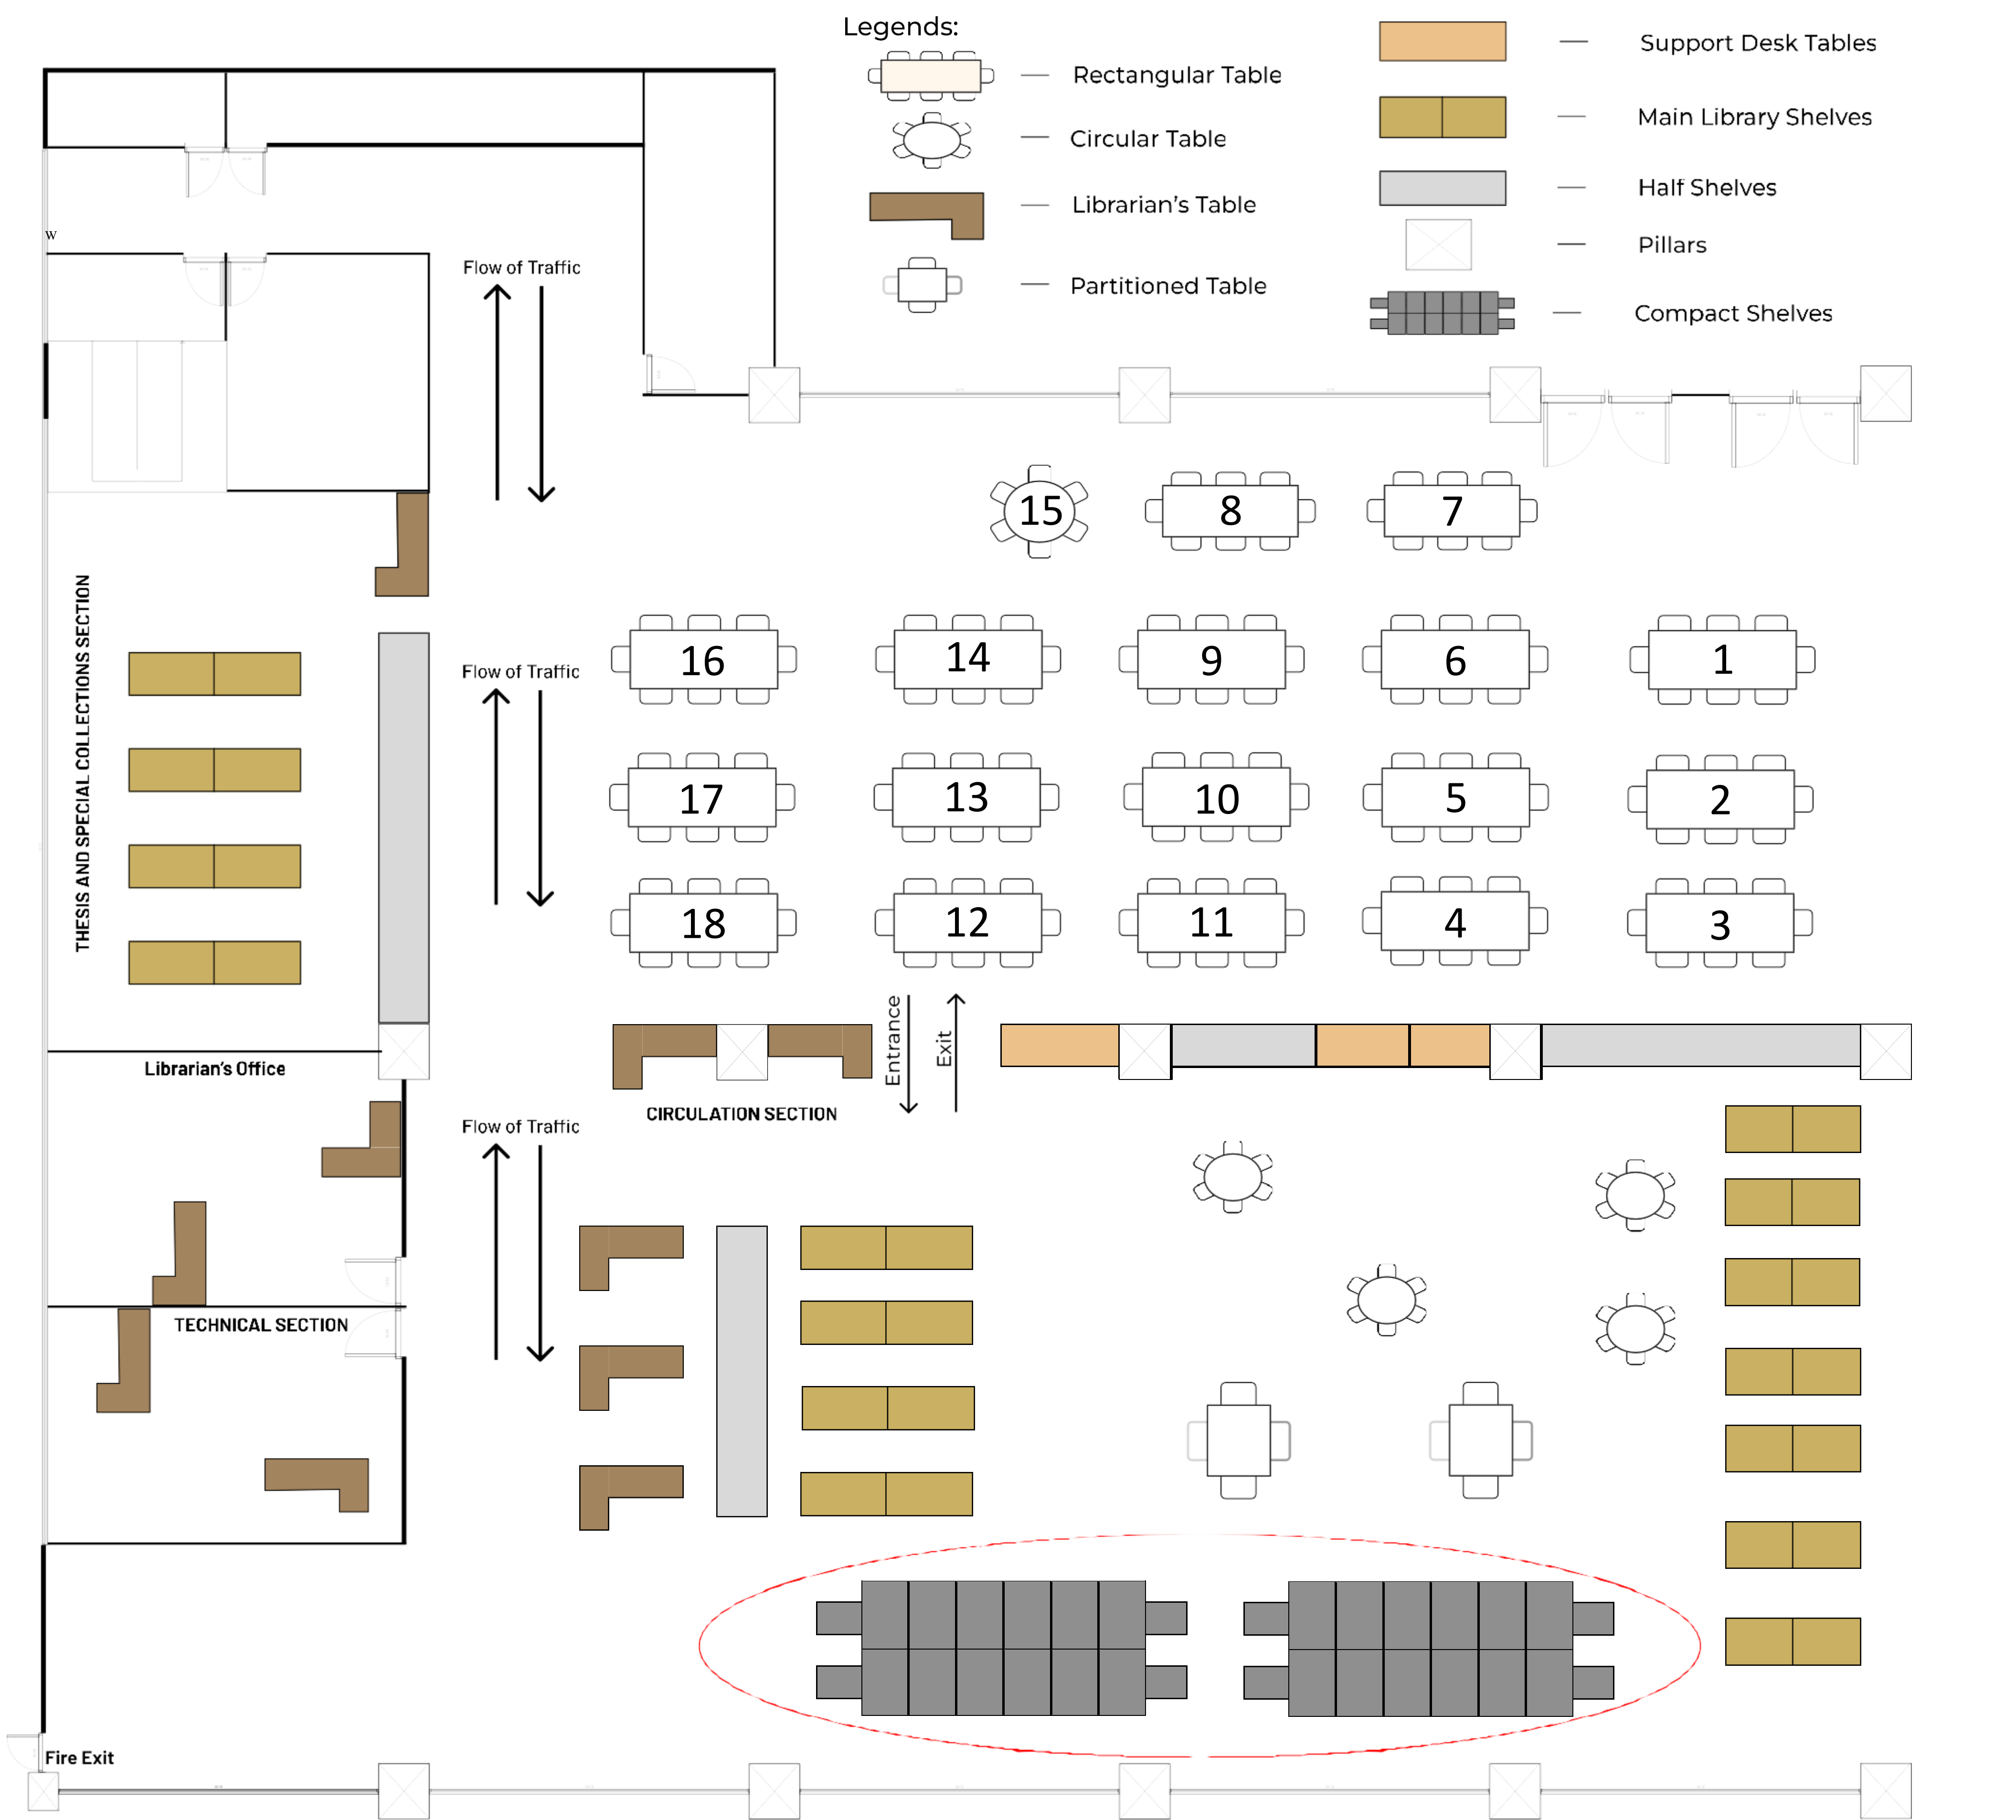 Legends:
Rectangular Table
Circular Table
Librarian's Table
Partitioned Table
Support Desk Tables
Main Library Shelves
Half Shelves
Pillars
Compact Shelves
W
Flow of Traffic
15
8
7
THESIS AND SPECIAL COLLECTIONS SECTION
Flow of Traffic
16
14
9
6
1
17
13
10
5
2
18
12
11
4
3
Librarian's Office
Entrance
Exit
CIRCULATION SECTION
Flow of Traffic
TECHNICAL SECTION
Fire Exit